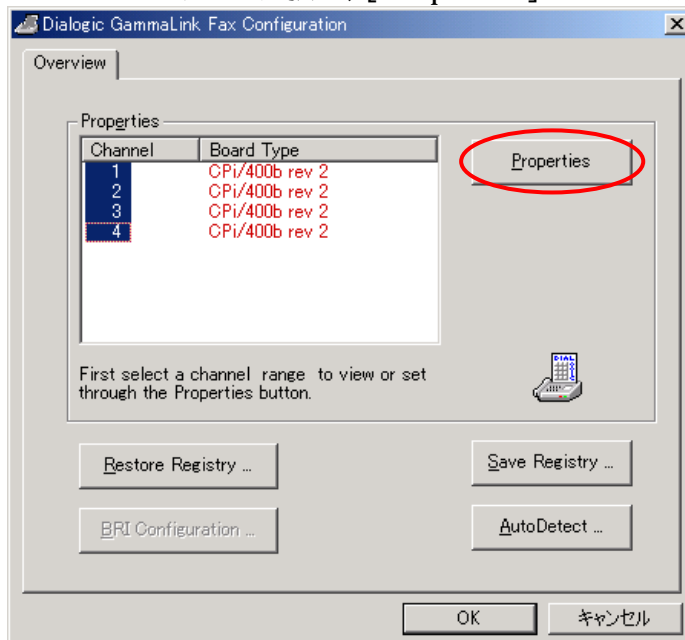 Dialogic GammaLink Fax Configuration
Overview
Properties
Channel Board Type
1 CPi/400b rev 2
2 CPi/400b rev 2
3 CPi/400b rev 2
4 CPi/400b rev 2
Properties
First select a channel range to view or set
through the Properties button.
Restore Registry ...
Save Registry ...
BRI Configuration ...
AutoDetect ...
OK
キャンセル